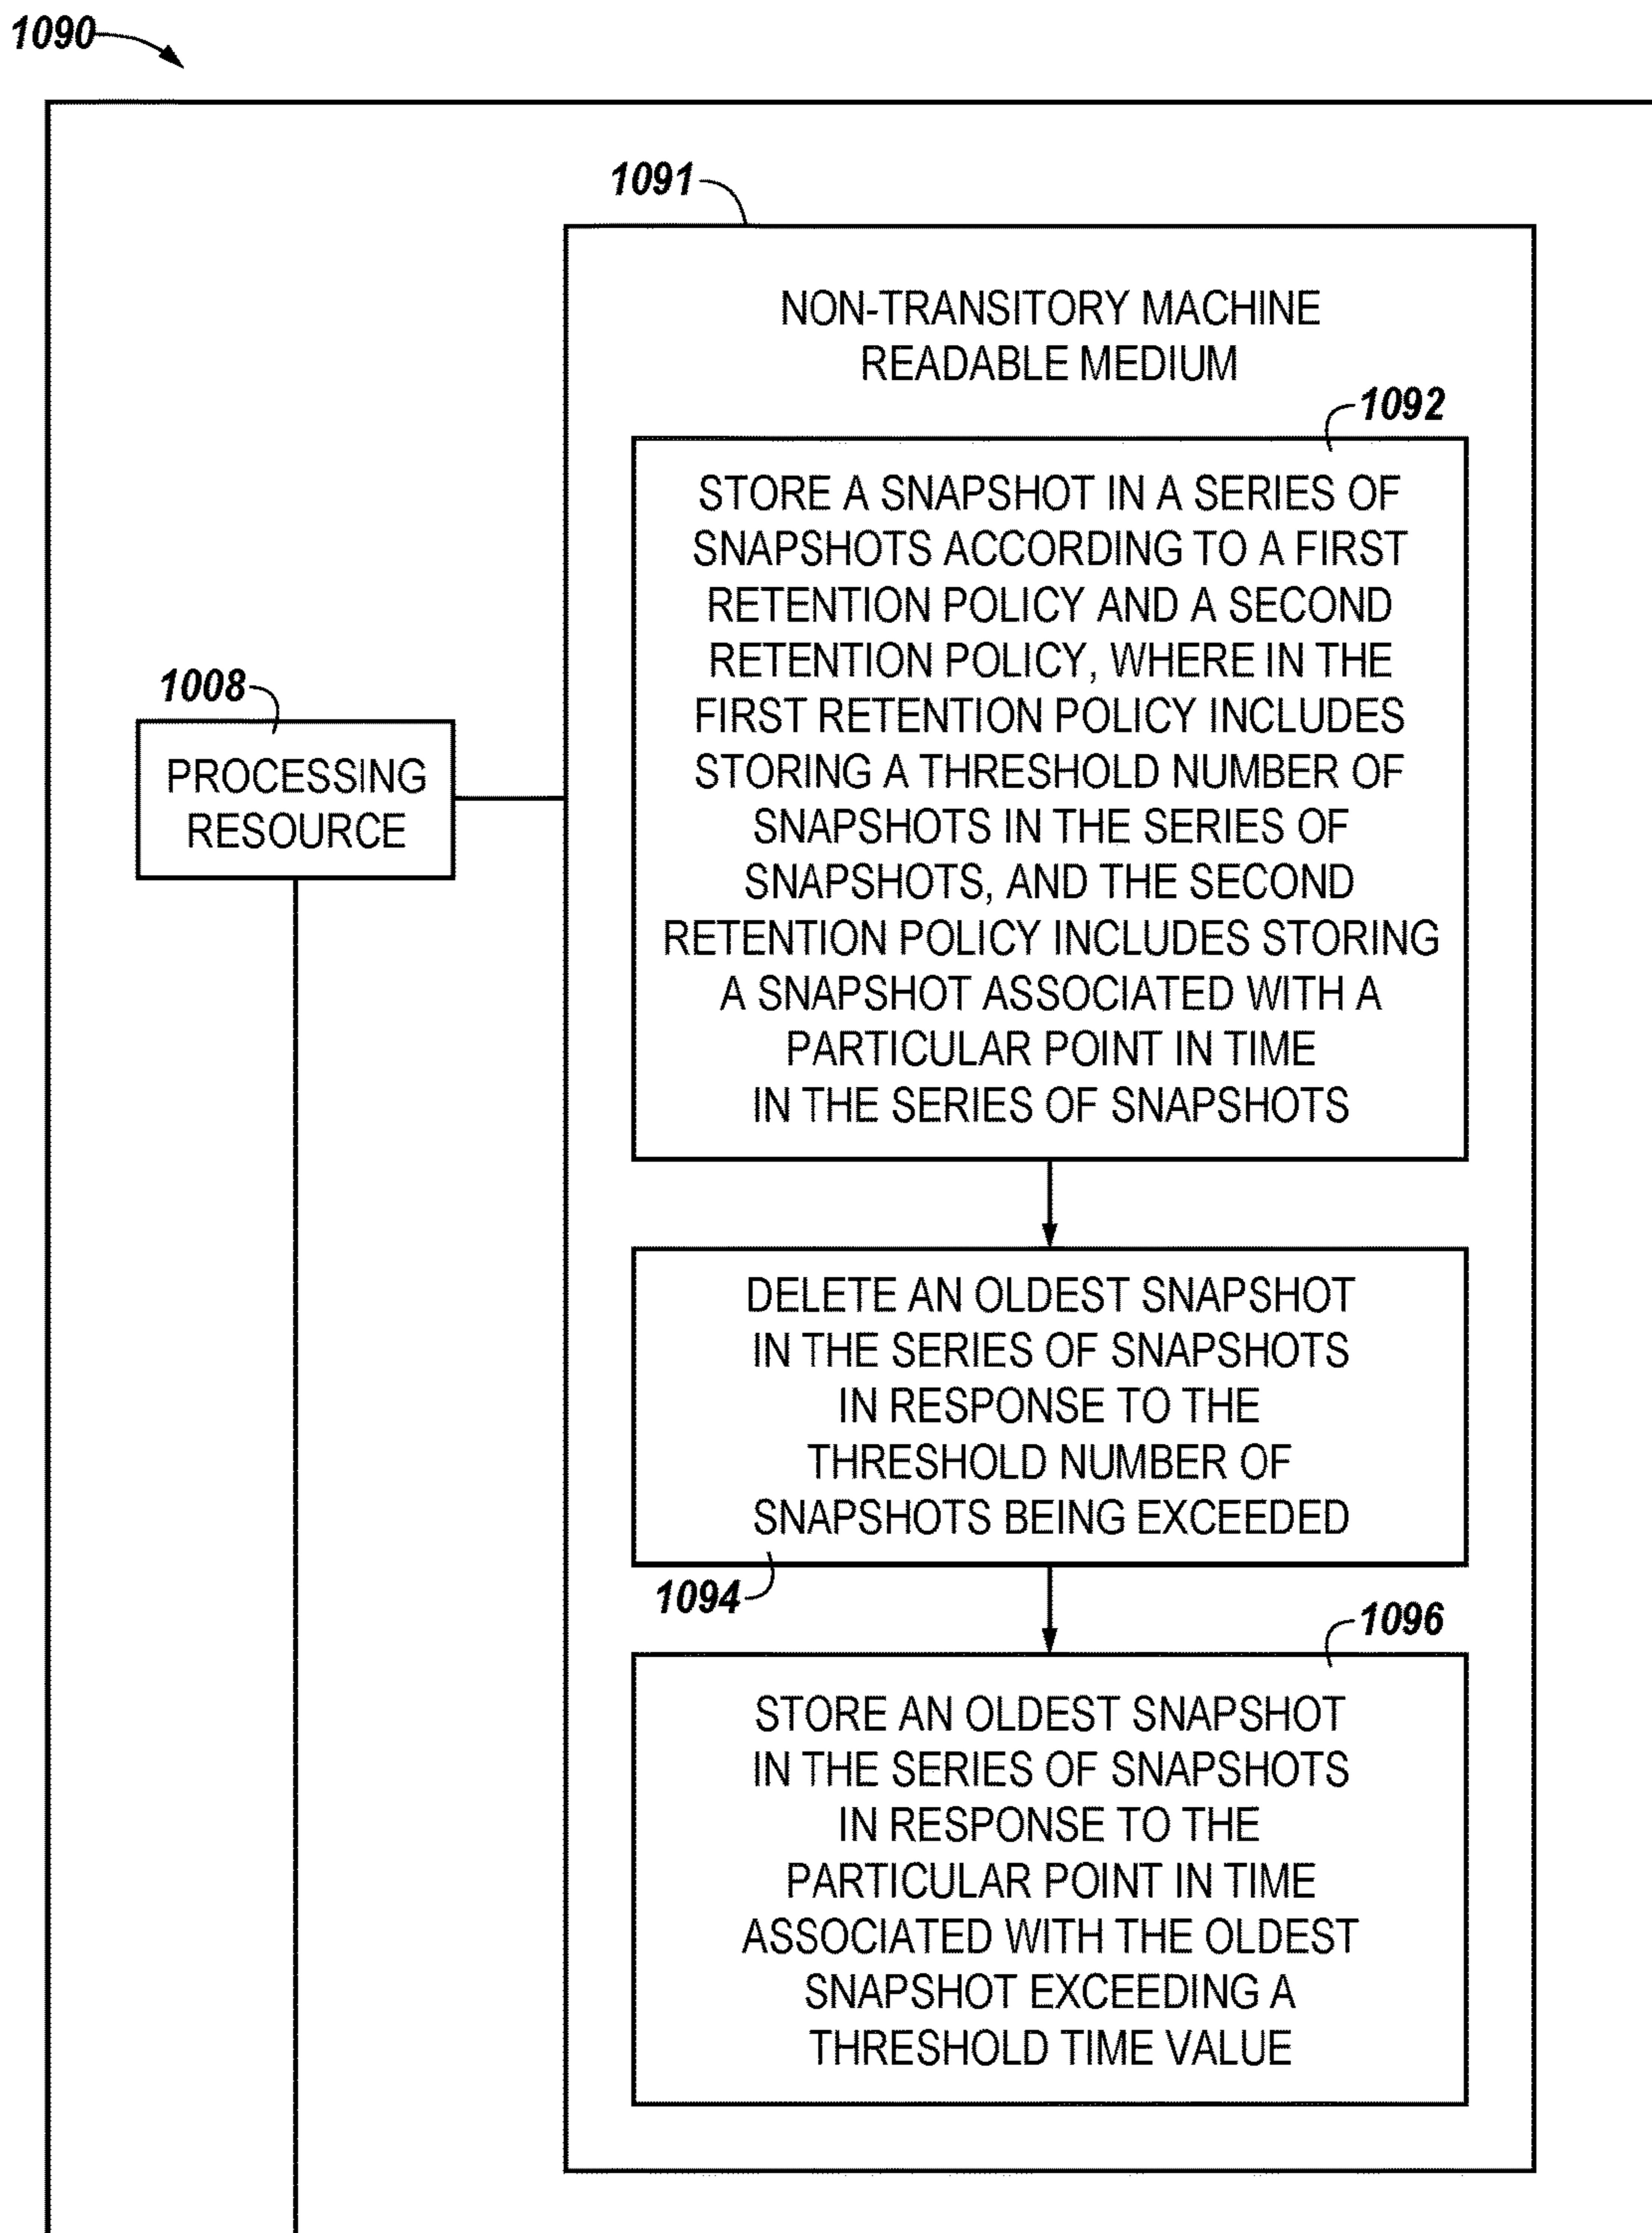 1090
1091
NON-TRANSITORY MACHINE
READABLE MEDIUM
1092
STORE A SNAPSHOT IN A SERIES OF
SNAPSHOTS ACCORDING TO A FIRST
RETENTION POLICY AND A SECOND
RETENTION POLICY, WHERE IN THE
FIRST RETENTION POLICY INCLUDES
STORING A THRESHOLD NUMBER OF
SNAPSHOTS IN THE SERIES OF
SNAPSHOTS, AND THE SECOND
RETENTION POLICY INCLUDES STORING
A SNAPSHOT ASSOCIATED WITH A
PARTICULAR POINT IN TIME
IN THE SERIES OF SNAPSHOTS
1008
PROCESSING
RESOURCE
DELETE AN OLDEST SNAPSHOT
IN THE SERIES OF SNAPSHOTS
IN RESPONSE TO THE
THRESHOLD NUMBER OF
SNAPSHOTS BEING EXCEEDED
1094
1096
STORE AN OLDEST SNAPSHOT
IN THE SERIES OF SNAPSHOTS
IN RESPONSE TO THE
PARTICULAR POINT IN TIME
ASSOCIATED WITH THE OLDEST
SNAPSHOT EXCEEDING A
THRESHOLD TIME VALUE